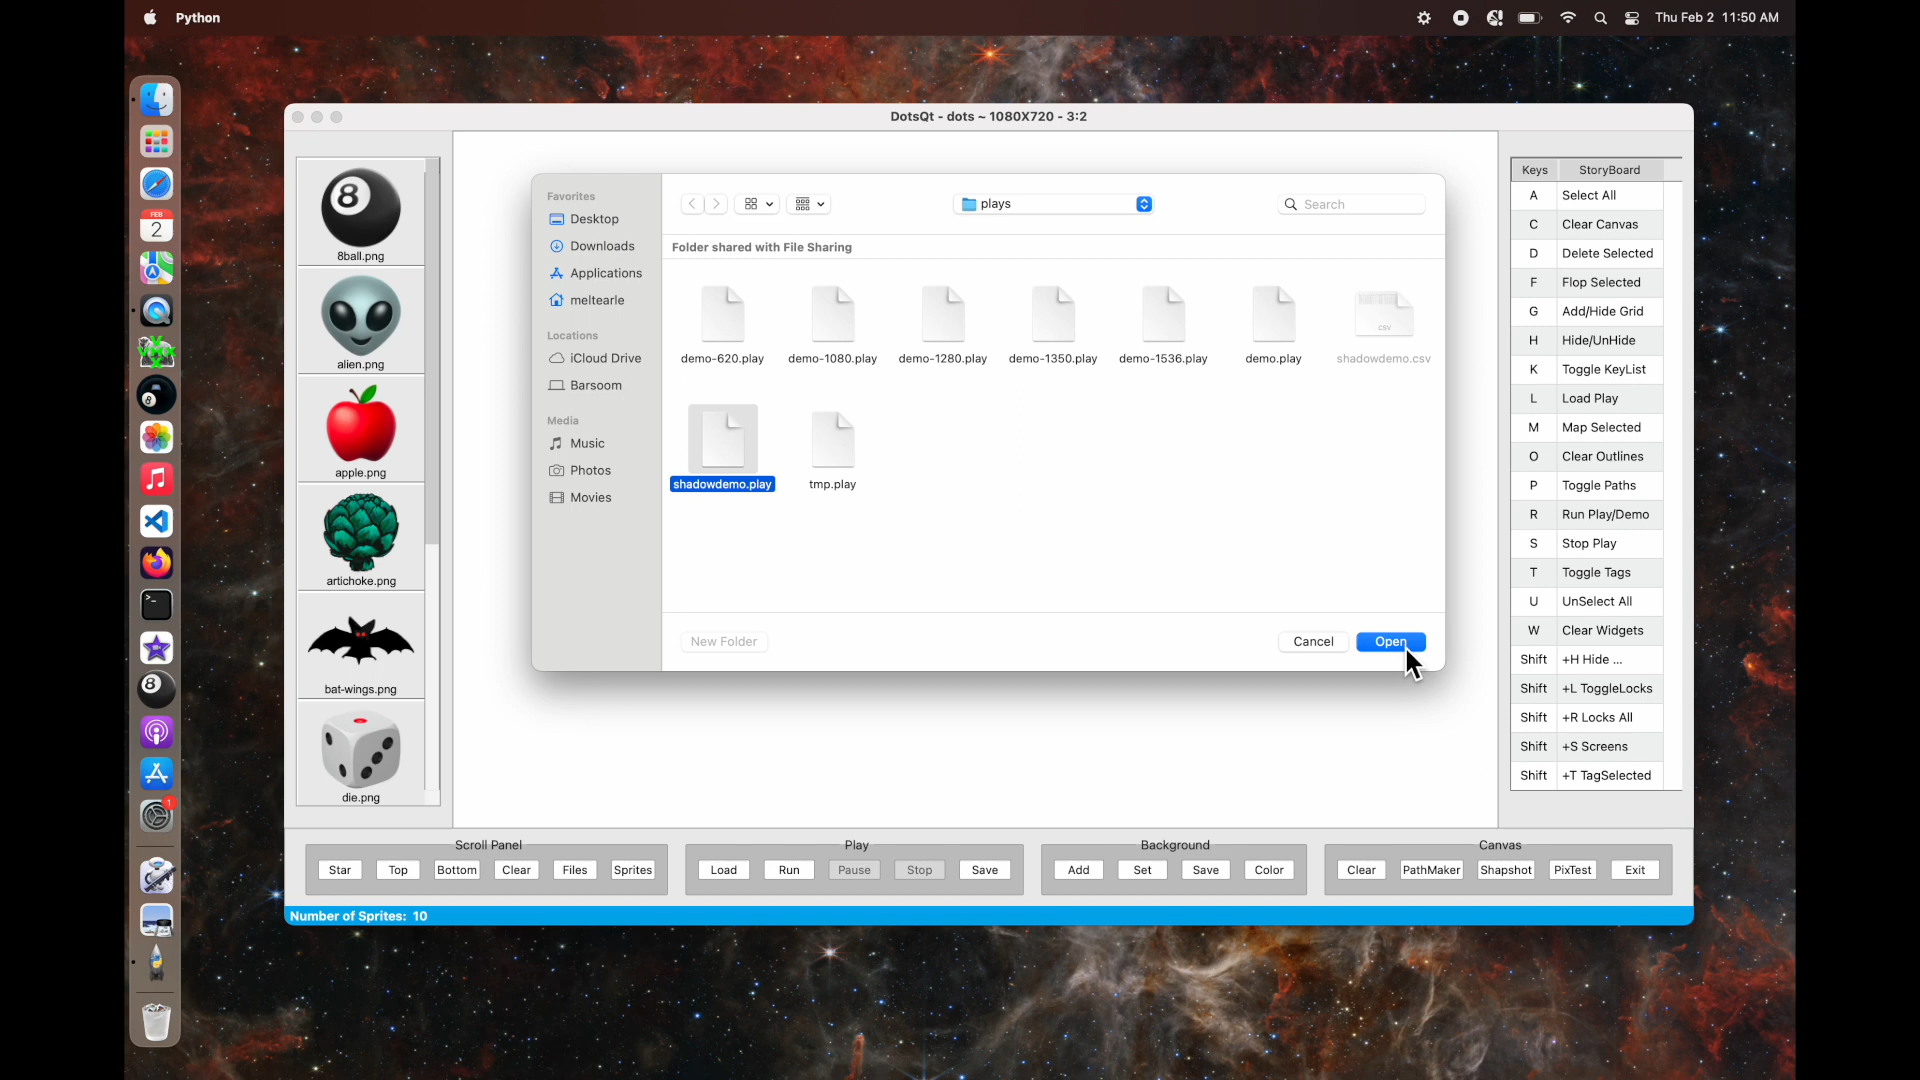 Python
Thu Feb 2 11:50 AM
DotsQt - dots ~ 1080X720 - 3:2
FEB
2
8ball.png
alien.png
apple.png
artichoke.png
bat-wings.png
die.png
Favorites
Desktop
Downloads
Applications
meltearle
Locations
iCloud Drive
Barsoom
Media
Music
Photos
Movies
plays
Search
Folder shared with File Sharing
demo-620.play
demo-1080.play
demo-1280.play
demo-1350.play
demo-1536.play
demo.play
CSV
shadowdemo.csv
shadowdemo.play
tmp.play
New Folder
Cancel
Open
Keys StoryBoard
A Select All
C Clear Canvas
D Delete Selected
F Flop Selected
G Add/Hide Grid
H Hide/UnHide
K Toggle KeyList
L Load Play
M Map Selected
O Clear Outlines
P Toggle Paths
R Run Play/Demo
S Stop Play
T Toggle Tags
U UnSelect All
W Clear Widgets
Shift +H Hide ...
Shift +L ToggleLocks
Shift +R Locks All
Shift +S Screens
Shift +T TagSelected
Scroll Panel
Star Top Bottom Clear Files Sprites
Play
Load Run Pause Stop Save
Background
Add Set Save Color
Canvas
Clear PathMaker Shapshot PixTest Exit
Number of Sprites: 10
8
8
8
1